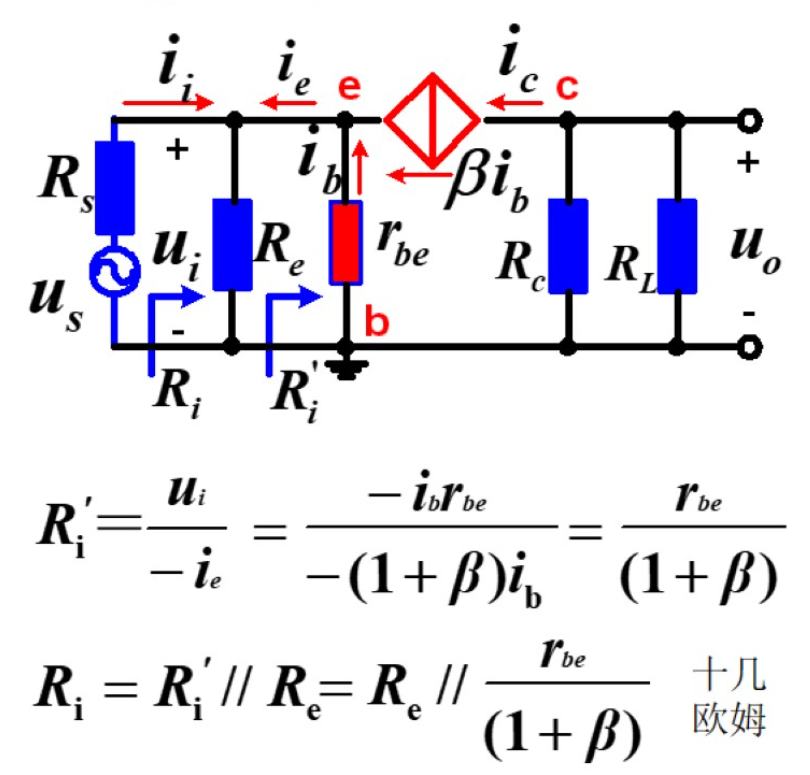 i_i i_e e i_c c
+ i_b βi_b +
R_s u_i R_e r_be R_c R_L u_o
u_s - b -
R_i R_i'
R_i' = u_i / -i_e = -i_b r_be / -(1+β)i_b = r_be / (1+β)
R_i = R_i' // R_e = R_e // r_be / (1+β) 十几
欧姆